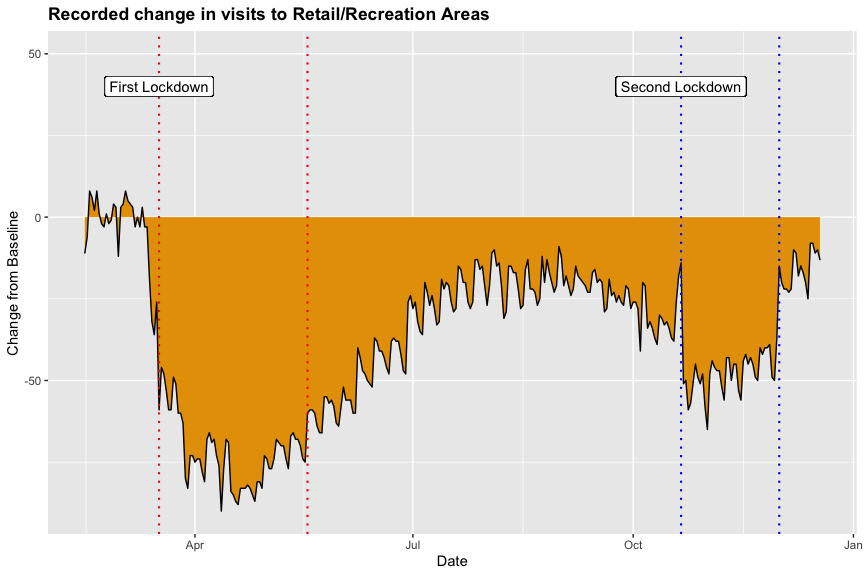 Recorded change in visits to Retail/Recreation Areas
50
First Lockdown
Second Lockdown
0
-50
Change from Baseline
Apr
Jul
Oct
Jan
Date